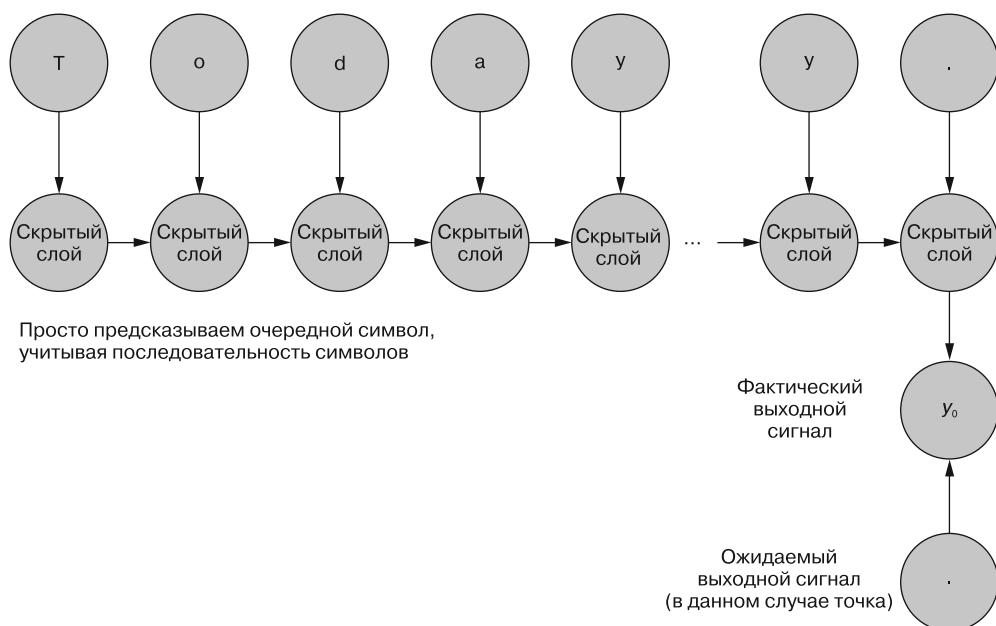 T o d a y y .
Скрытый слой Скрытый слой Скрытый слой Скрытый слой Скрытый слой ... Скрытый слой Скрытый слой
Просто предсказываем очередной символ,
учитывая последовательность символов
Фактический
выходной
сигнал
y₀
Ожидаемый
выходной сигнал
(в данном случае точка)
.